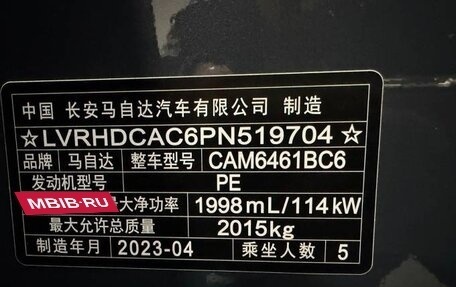 中国 长安马自达汽车有限公司 制造
☆LVRHDCAC6PN519704☆
品牌 马自达 整车型号 CAM6461BC6
发动机型号 PE
MBIB.RU 最大净功率 1998mL/114kW
最大允许总质量 2015kg
制造年月 2023-04 乘坐人数 5